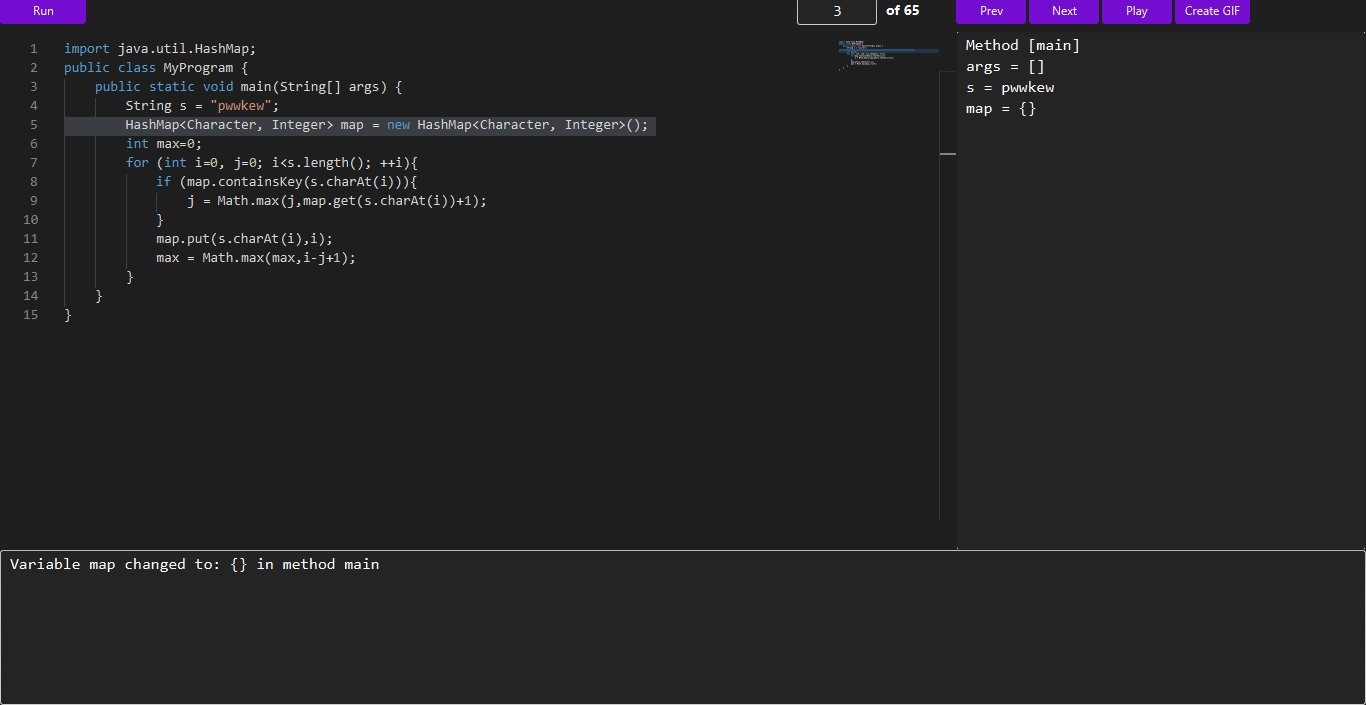 Run 3 of 65 Prev Next Play Create GIF
1 import java.util.HashMap;
2 public class MyProgram {
3 public static void main(String[] args) {
4 String s = "pwwkew";
5 HashMap<Character, Integer> map = new HashMap<Character, Integer>();
6 int max=0;
7 for (int i=0, j=0; i<s.length(); ++i){
8 if (map.containsKey(s.charAt(i))){
9 j = Math.max(j,map.get(s.charAt(i))+1);
10 }
11 map.put(s.charAt(i),i);
12 max = Math.max(max,i-j+1);
13 }
14 }
15 }
Method [main]
args = []
s = pwwkew
map = {}
Variable map changed to: {} in method main